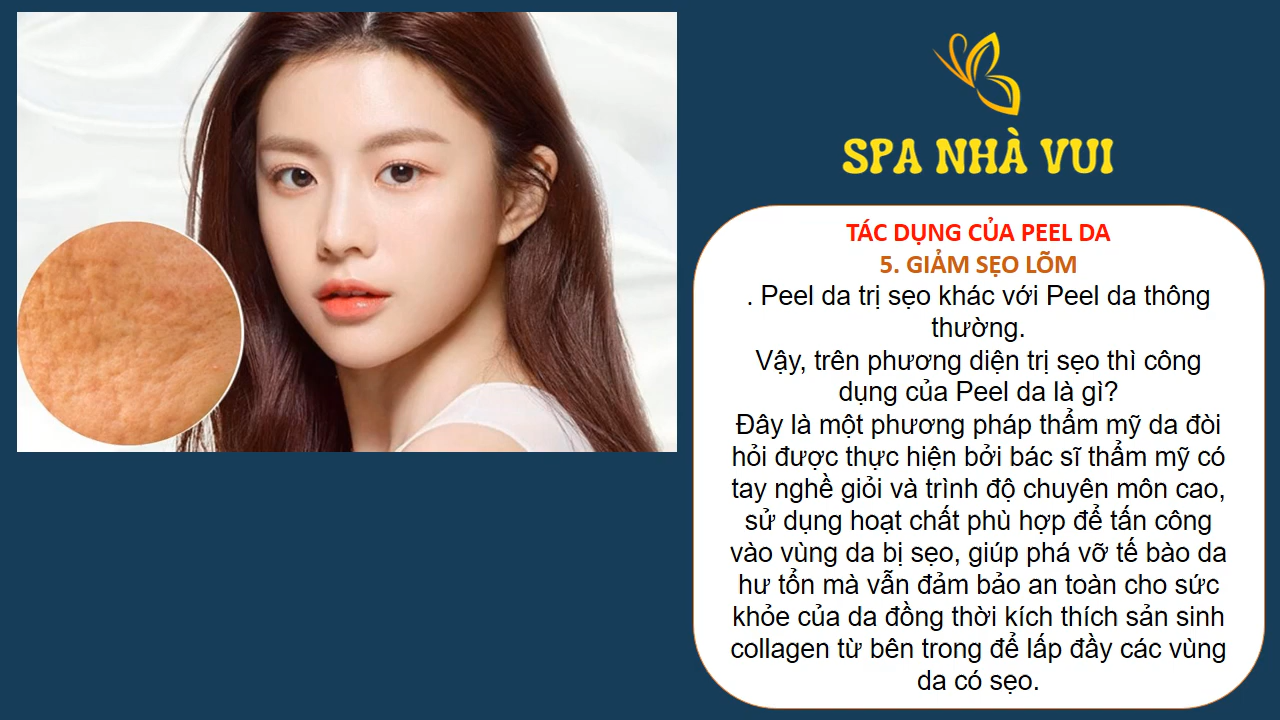 SPA NHÀ VUI
TÁC DỤNG CỦA PEEL DA
5. GIẢM SẸO LÕM
. Peel da trị sẹo khác với Peel da thông
thường.
Vậy, trên phương diện trị sẹo thì công
dụng của Peel da là gì?
Đây là một phương pháp thẩm mỹ da đòi
hỏi được thực hiện bởi bác sĩ thẩm mỹ có
tay nghề giỏi và trình độ chuyên môn cao,
sử dụng hoạt chất phù hợp để tấn công
vào vùng da bị sẹo, giúp phá vỡ tế bào da
hư tổn mà vẫn đảm bảo an toàn cho sức
khỏe của da đồng thời kích thích sản sinh
collagen từ bên trong để lấp đầy các vùng
da có sẹo.